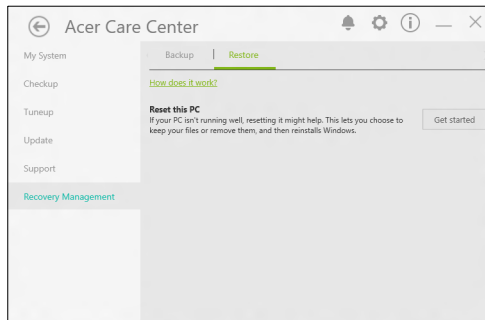 Acer Care Center
My System
Backup | Restore
Checkup
How does it work?
Tuneup
Reset this PC
If your PC isn't running well, resetting it might help. This lets you choose to
keep your files or remove them, and then reinstalls Windows.
Get started
Update
Support
Recovery Management